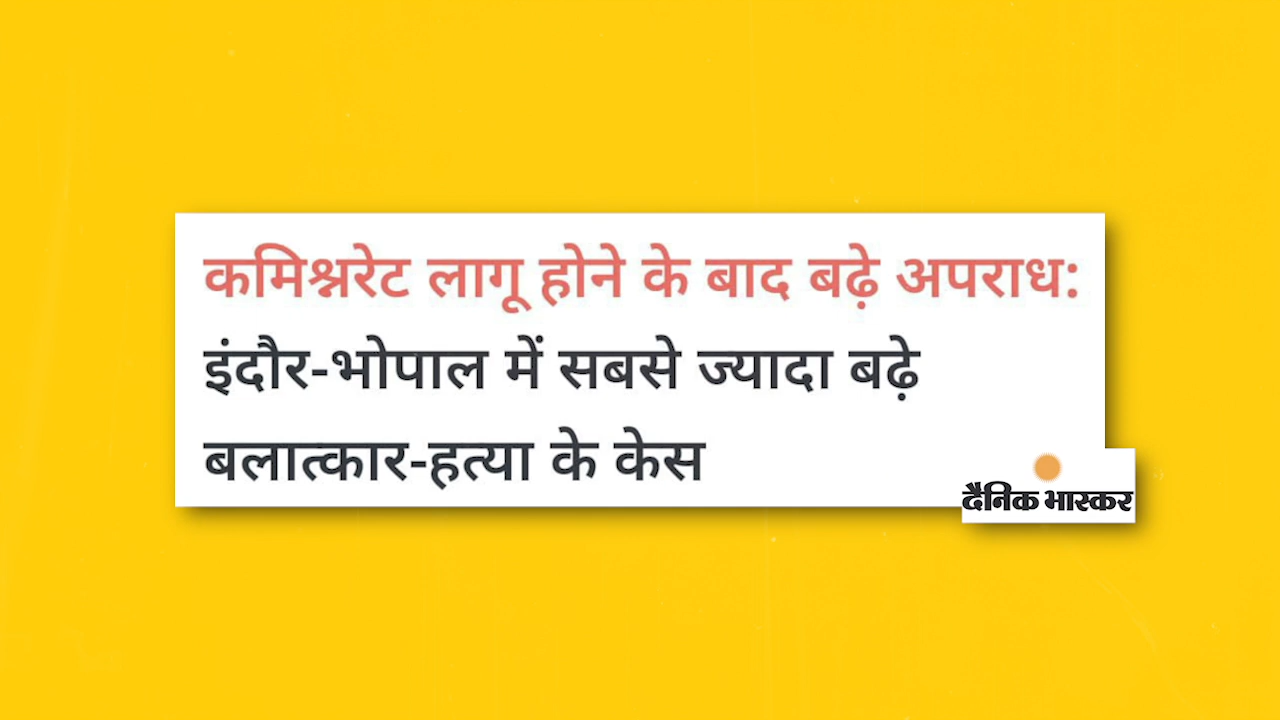 कमिश्नरेट लागू होने के बाद बढ़े अपराध:
इंदौर-भोपाल में सबसे ज्यादा बढ़े
बलात्कार-हत्या के केस
दैनिक भास्कर